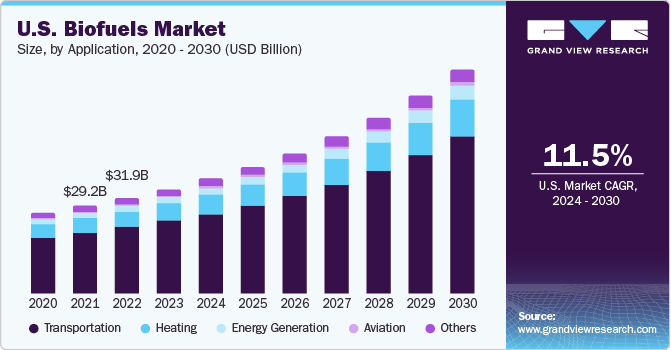 U.S. Biofuels Market
Size, by Application, 2020 - 2030 (USD Billion)
$29.2B
$31.9B
2020 2021 2022 2023 2024 2025 2026 2027 2028 2029 2030
Transportation Heating Energy Generation Aviation Others
GRAND VIEW RESEARCH
11.5%
U.S. Market CAGR,
2024 - 2030
Source:
www.grandviewresearch.com